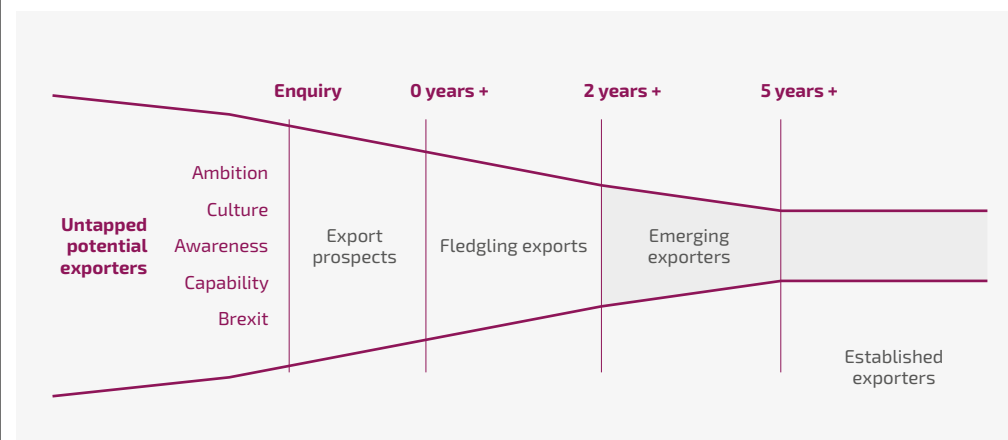 Enquiry
0 years +
2 years +
5 years +
Untapped
potential
exporters
Ambition
Culture
Awareness
Capability
Brexit
Export
prospects
Fledgling exports
Emerging
exporters
Established
exporters